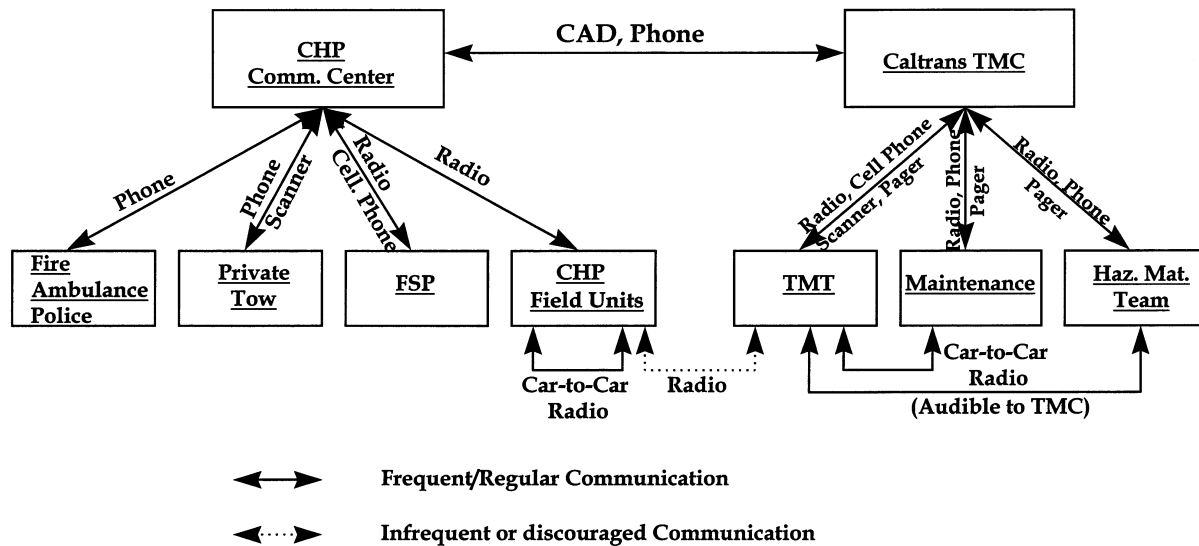 CHP
Comm. Center
CAD, Phone
Caltrans TMC
Phone
Phone
Scanner
Radio
Cell. Phone
Radio
Radio, Cell Phone
Scanner, Pager
Radio, Phone
Pager
Radio, Phone
Pager
Fire
Ambulance
Police
Private
Tow
FSP
CHP
Field Units
TMT
Maintenance
Haz. Mat.
Team
Car-to-Car
Radio
Radio
Car-to-Car
Radio
(Audible to TMC)
Frequent/Regular Communication
Infrequent or discouraged Communication